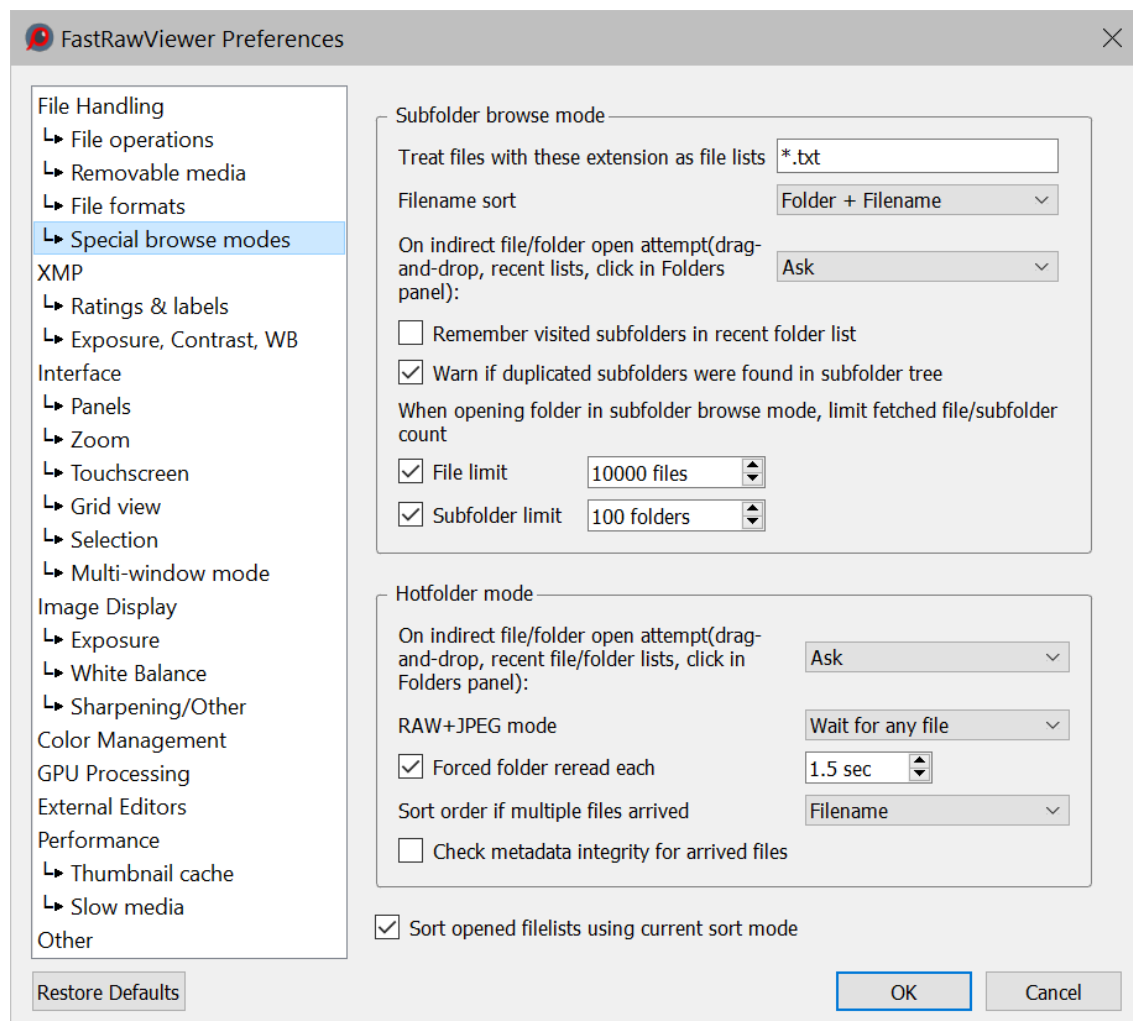 FastRawViewer Preferences
File Handling
File operations
Removable media
File formats
Special browse modes
XMP
Ratings & labels
Exposure, Contrast, WB
Interface
Panels
Zoom
Touchscreen
Grid view
Selection
Multi-window mode
Image Display
Exposure
White Balance
Sharpening/Other
Color Management
GPU Processing
External Editors
Performance
Thumbnail cache
Slow media
Other
Restore Defaults
Subfolder browse mode
Treat files with these extension as file lists *.txt
Filename sort Folder + Filename
On indirect file/folder open attempt(drag-
and-drop, recent lists, click in Folders Ask
panel):
Remember visited subfolders in recent folder list
Warn if duplicated subfolders were found in subfolder tree
When opening folder in subfolder browse mode, limit fetched file/subfolder
count
File limit 10000 files
Subfolder limit 100 folders
Hotfolder mode
On indirect file/folder open attempt(drag-
and-drop, recent file/folder lists, click in Ask
Folders panel):
RAW+JPEG mode Wait for any file
Forced folder reread each 1.5 sec
Sort order if multiple files arrived Filename
Check metadata integrity for arrived files
Sort opened filelists using current sort mode
OK Cancel